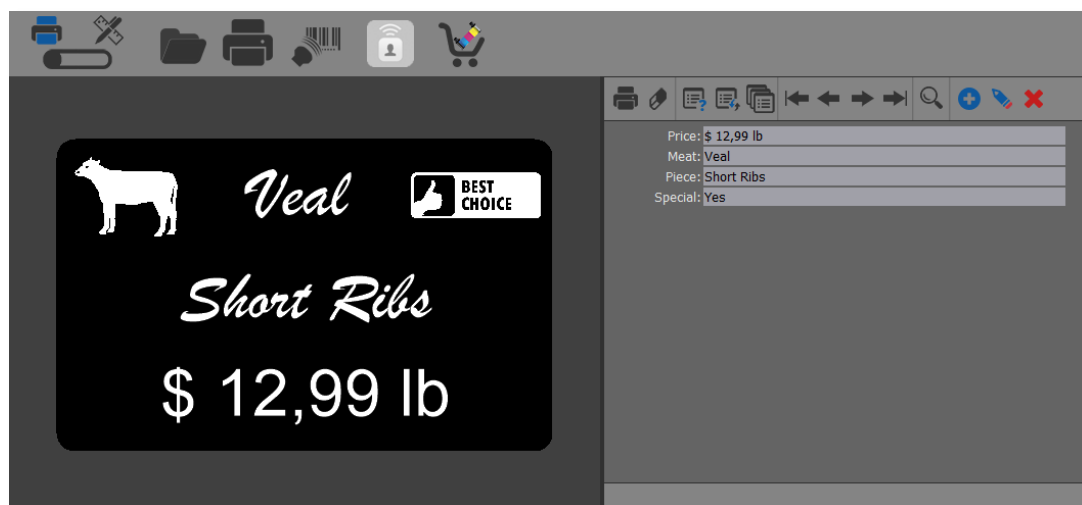 Veal
BEST
CHOICE
Short Ribs
$ 12,99 lb
Price: $ 12,99 lb
Meat: Veal
Piece: Short Ribs
Special: Yes